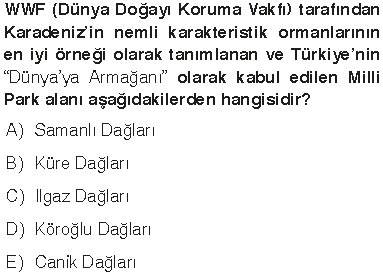 WWF (Dünya Doğayı Koruma Vakfı) tarafından
Karadeniz'in nemli karakteristik ormanlarının
en iyi örneği olarak tanımlanan ve Türkiye'nin
“Dünya'ya Armağanı” olarak kabul edilen Milli
Park alanı aşağıdakilerden hangisidir?
A) Samanlı Dağları
B) Küre Dağları
C) Ilgaz Dağları
D) Köroğlu Dağları
E) Canik Dağları